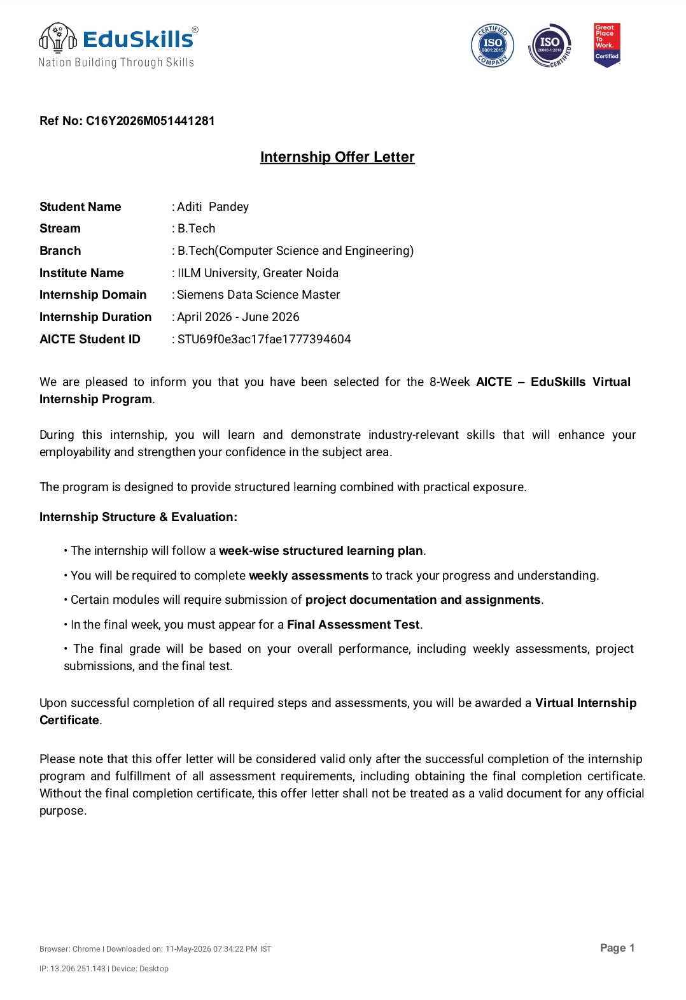 EduSkills®
Nation Building Through Skills
CERTIFIED
ISO
9001:2015
COMPANY
ISO
20000-1:2018
CERTIFIED
Great
Place
To
Work.
Certified
Ref No: C16Y2026M051441281
Internship Offer Letter
Student Name : Aditi Pandey
Stream : B.Tech
Branch : B.Tech(Computer Science and Engineering)
Institute Name : IILM University, Greater Noida
Internship Domain : Siemens Data Science Master
Internship Duration : April 2026 - June 2026
AICTE Student ID : STU69f0e3ac17fae1777394604
We are pleased to inform you that you have been selected for the 8-Week AICTE – EduSkills Virtual
Internship Program.
During this internship, you will learn and demonstrate industry-relevant skills that will enhance your
employability and strengthen your confidence in the subject area.
The program is designed to provide structured learning combined with practical exposure.
Internship Structure & Evaluation:
• The internship will follow a week-wise structured learning plan.
• You will be required to complete weekly assessments to track your progress and understanding.
• Certain modules will require submission of project documentation and assignments.
• In the final week, you must appear for a Final Assessment Test.
• The final grade will be based on your overall performance, including weekly assessments, project
submissions, and the final test.
Upon successful completion of all required steps and assessments, you will be awarded a Virtual Internship
Certificate.
Please note that this offer letter will be considered valid only after the successful completion of the internship
program and fulfillment of all assessment requirements, including obtaining the final completion certificate.
Without the final completion certificate, this offer letter shall not be treated as a valid document for any official
purpose.
Browser: Chrome | Downloaded on: 11-May-2026 07:34:22 PM IST
Page 1
IP: 13.206.251.143 | Device: Desktop